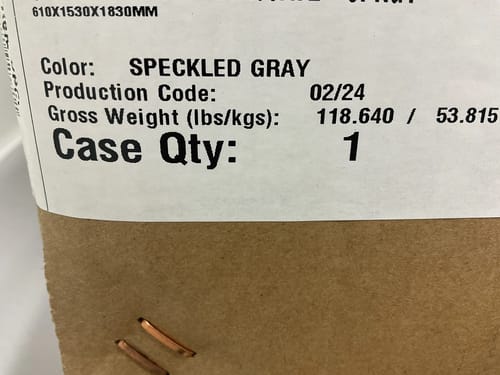 610X1530X1830MM
Color: SPECKLED GRAY
Production Code: 02/24
Gross Weight (lbs/kgs): 118.640 / 53.815
Case Qty: 1